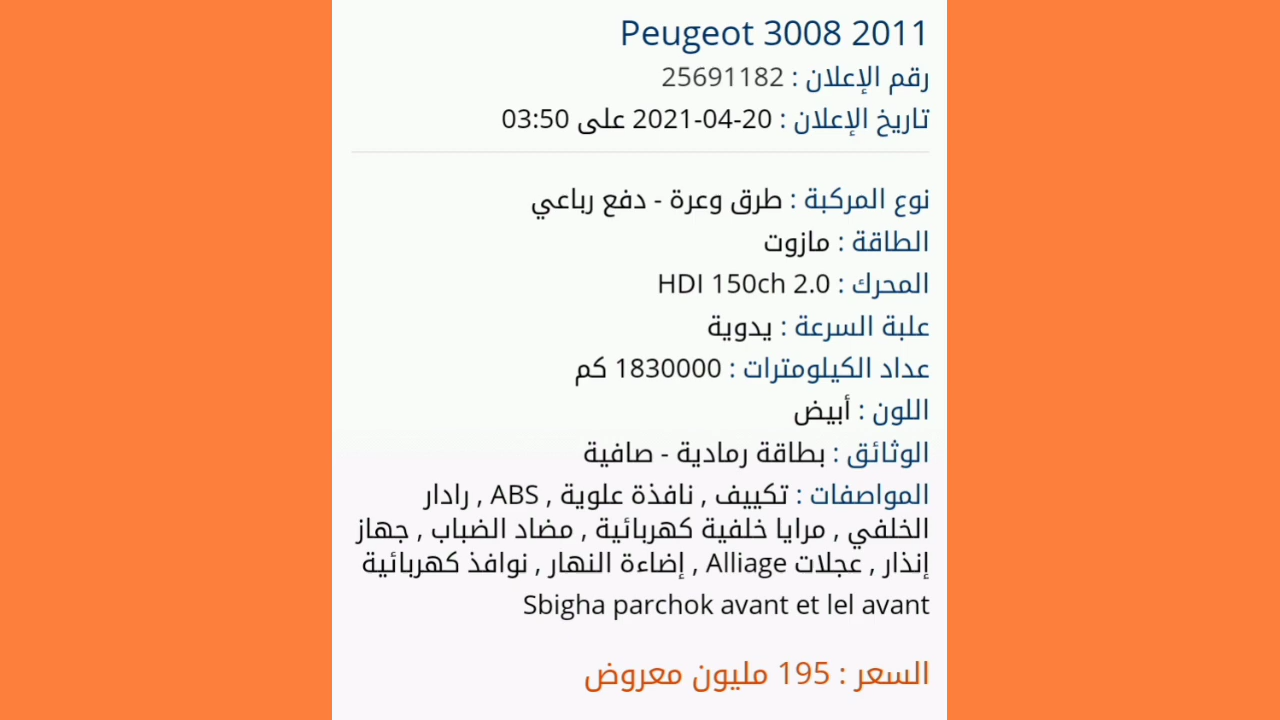 Peugeot 3008 2011
رقم الإعلان : 25691182
تاريخ الإعلان : 20-04-2021 على 03:50
نوع المركبة : طرق وعرة - دفع رباعي
الطاقة : مازوت
المحرك : 2.0 HDI 150ch
علبة السرعة : يدوية
عداد الكيلومترات : 1830000 كم
اللون : أبيض
الوثائق : بطاقة رمادية - صافية
المواصفات : تكييف , نافذة علوية , ABS , رادار
الخلفي , مرايا خلفية كهربائية , مضاد الضباب , جهاز
إنذار , عجلات Alliage , إضاءة النهار , نوافذ كهربائية
Sbigha parchok avant et lel avant
السعر : 195 مليون معروض